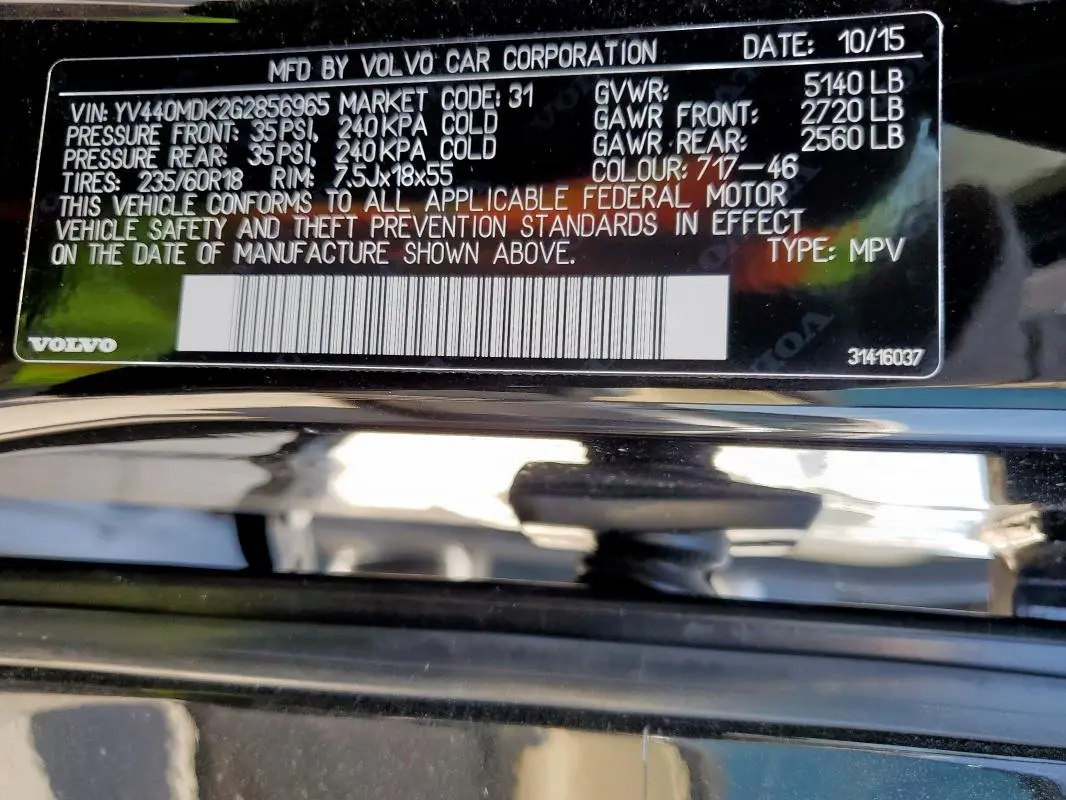 MFD BY VOLVO CAR CORPORATION DATE: 10/15
VIN: YV440MDK2G2856965 MARKET CODE: 31 GVWR: 5140 LB
PRESSURE FRONT: 35 PSI, 240 KPA COLD GAWR FRONT: 2720 LB
PRESSURE REAR: 35 PSI, 240 KPA COLD GAWR REAR: 2560 LB
TIRES: 235/60R18 RIM: 7.5Jx18x55 COLOUR: 717-46
THIS VEHICLE CONFORMS TO ALL APPLICABLE FEDERAL MOTOR
VEHICLE SAFETY AND THEFT PREVENTION STANDARDS IN EFFECT
ON THE DATE OF MANUFACTURE SHOWN ABOVE. TYPE: MPV
VOLVO
31416037